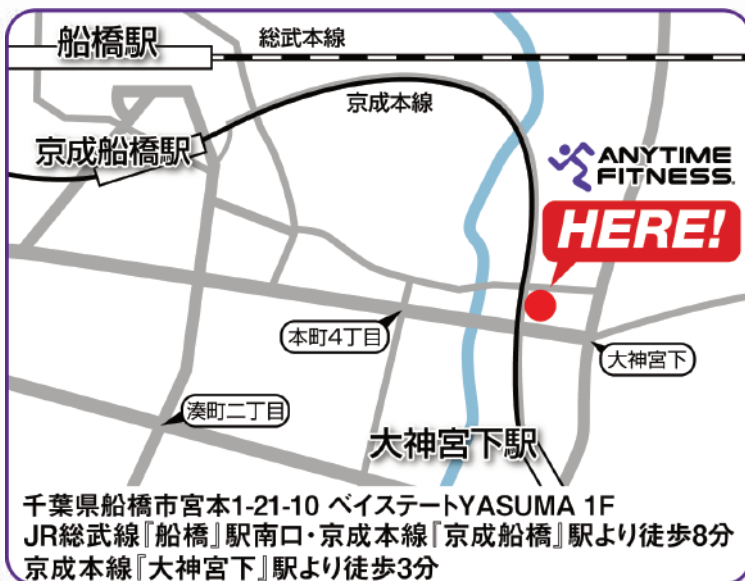 船橋駅
総武本線
京成本線
京成船橋駅
ANYTIME
FITNESS.
HERE!
本町4丁目
大神宮下
湊町二丁目
大神宮下駅
千葉県船橋市宮本1-21-10 ベイステートYASUMA 1F
JR総武線『船橋』駅南口・京成本線『京成船橋』駅より徒歩8分
京成本線『大神宮下』駅より徒歩3分